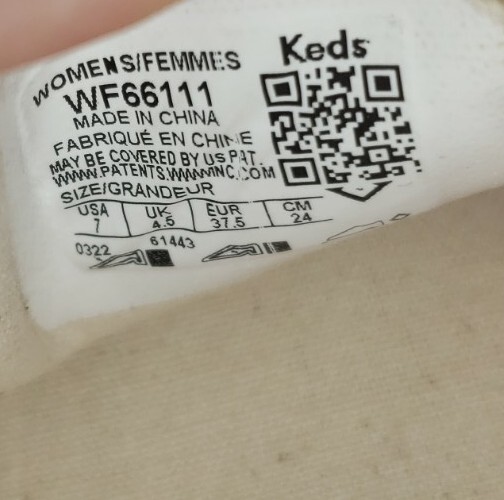 Keds
WOMENS/FEMMES
WF66111
MADE IN CHINA
FABRIQUÉ EN CHINE
MAY BE COVERED BY US PAT.
WWW.PATENTS.WWWINC.COM
SIZE/GRANDEUR
USA UK EUR CM
7 4.5 37.5 24
0322 61443